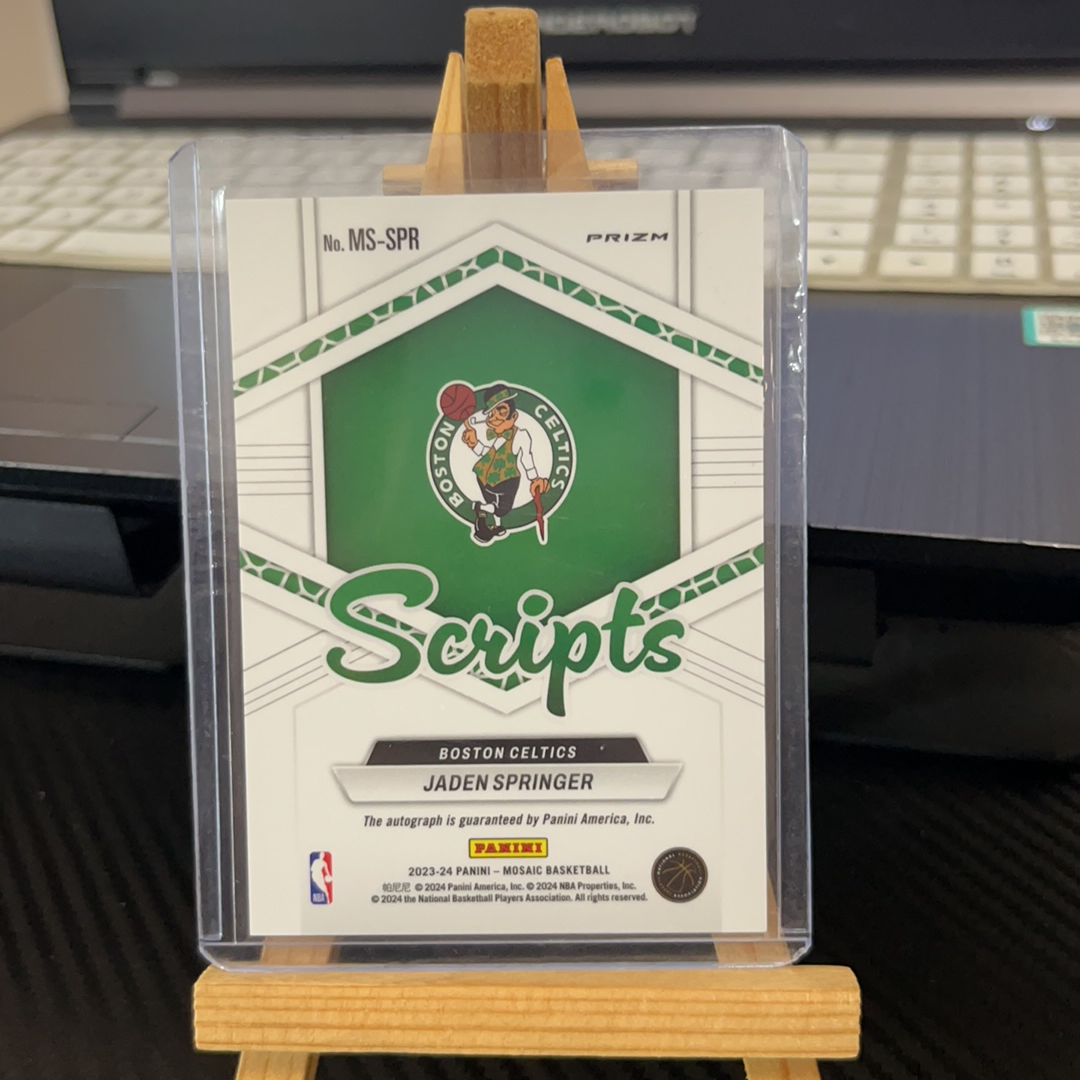 No. MS-SPR
PRIZM
BOSTON CELTICS
Scripts
BOSTON CELTICS
JADEN SPRINGER
The autograph is guaranteed by Panini America, Inc.
PANINI
2023-24 PANINI – MOSAIC BASKETBALL
帕尼尼 © 2024 Panini America, Inc. © 2024 NBA Properties, Inc.
© 2024 the National Basketball Players Association. All rights reserved.
NBA